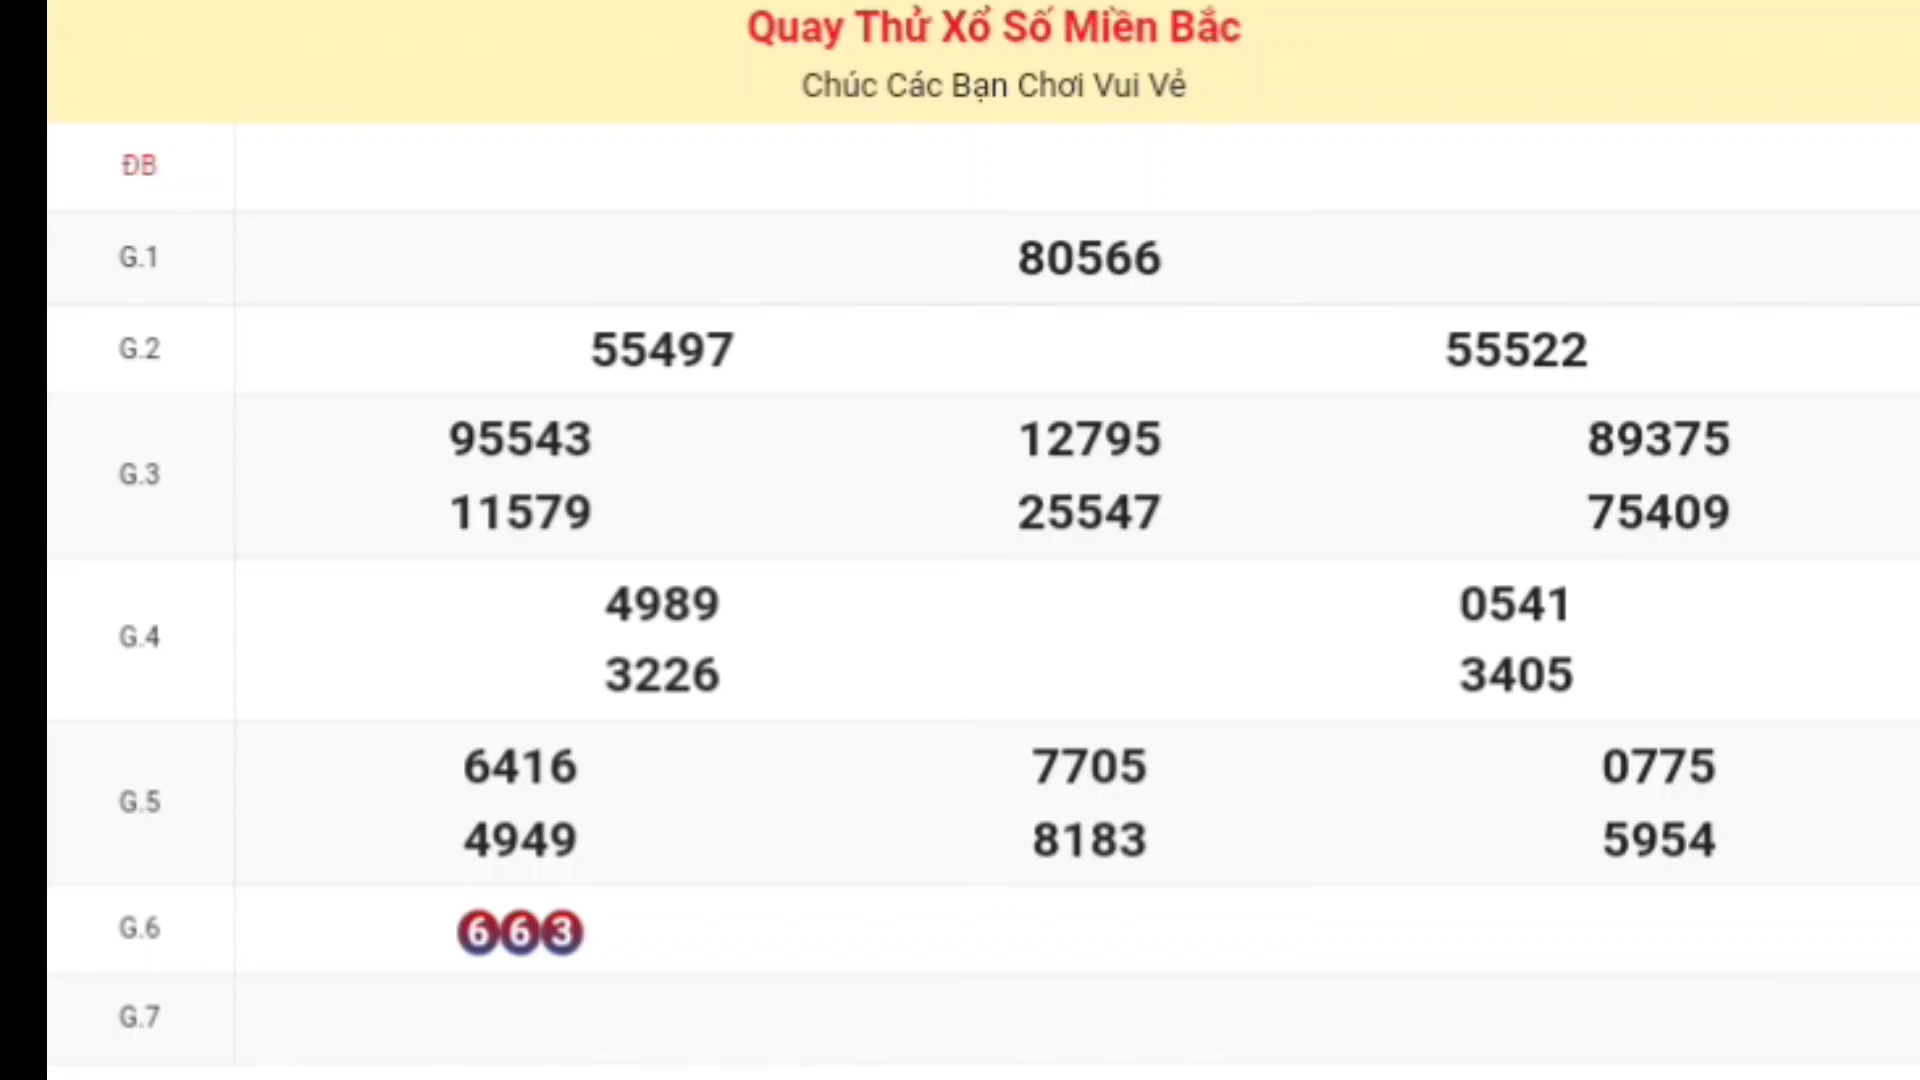 Quay Thử Xổ Số Miền Bắc
Chúc Các Bạn Chơi Vui Vẻ
ĐB
G.1 80566
G.2 55497 55522
G.3 95543 12795 89375
11579 25547 75409
G.4 4989 0541
3226 3405
G.5 6416 7705 0775
4949 8183 5954
G.6 663
G.7